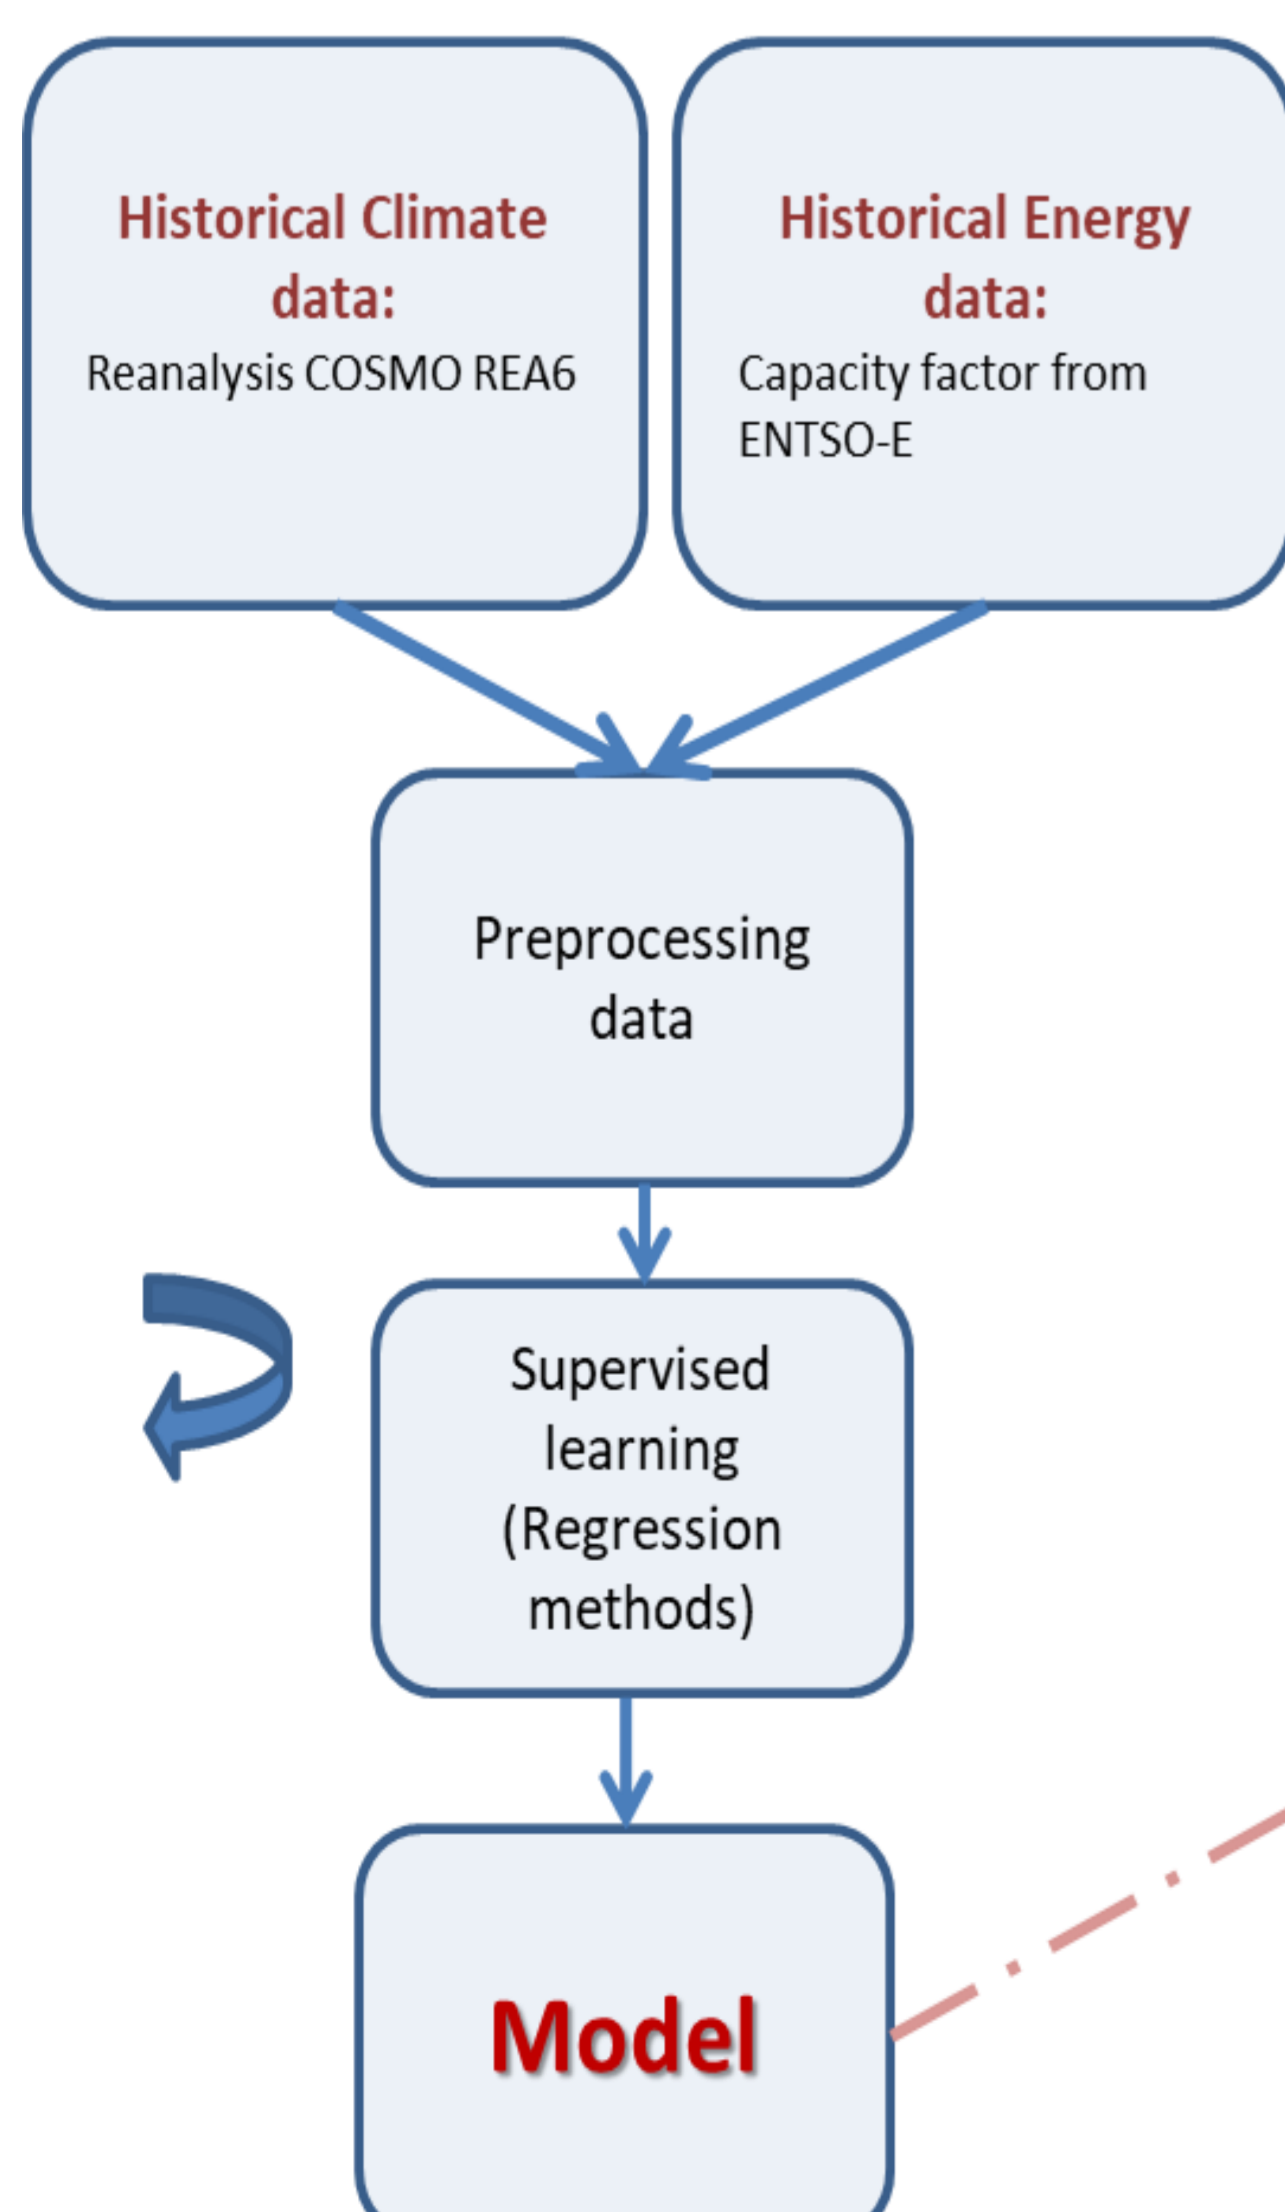 Historical Climate
data:
Reanalysis COSMO REA6
Historical Energy
data:
Capacity factor from
ENTSO-E
Preprocessing
data
Supervised
learning
(Regression
methods)
Model